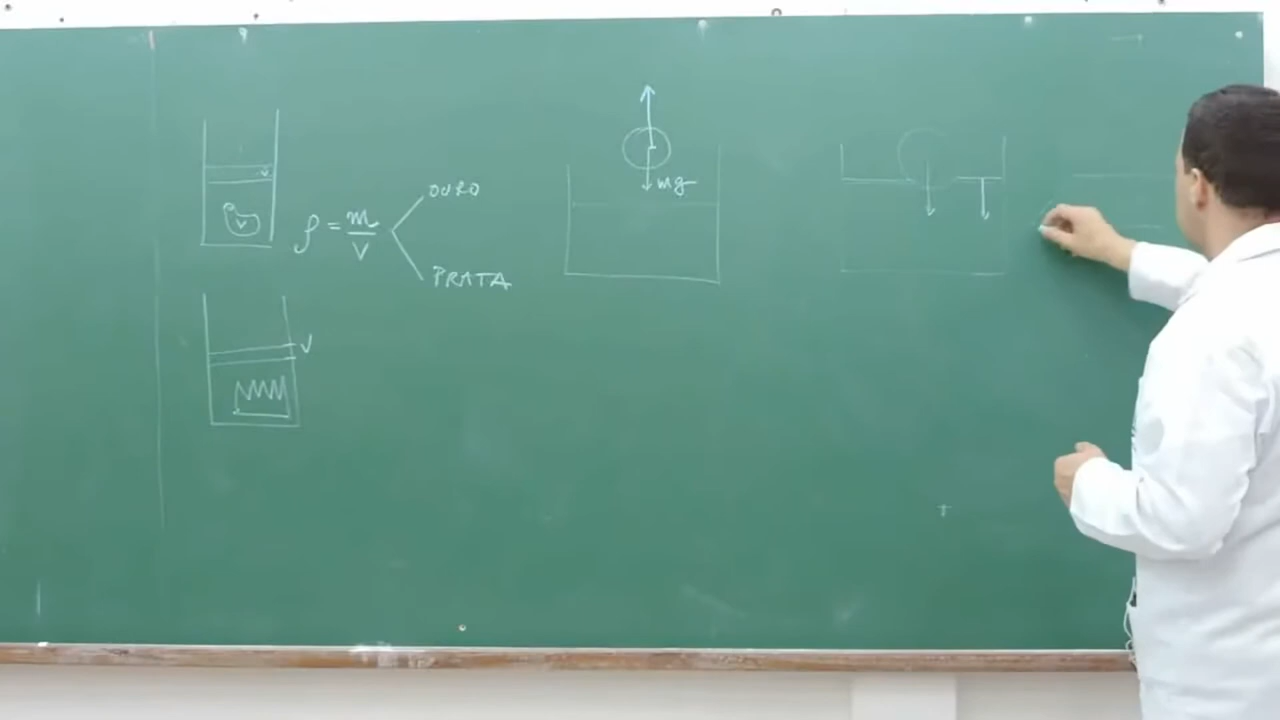 V
V
ρ = m/V
OURO
PRATA
V
mg